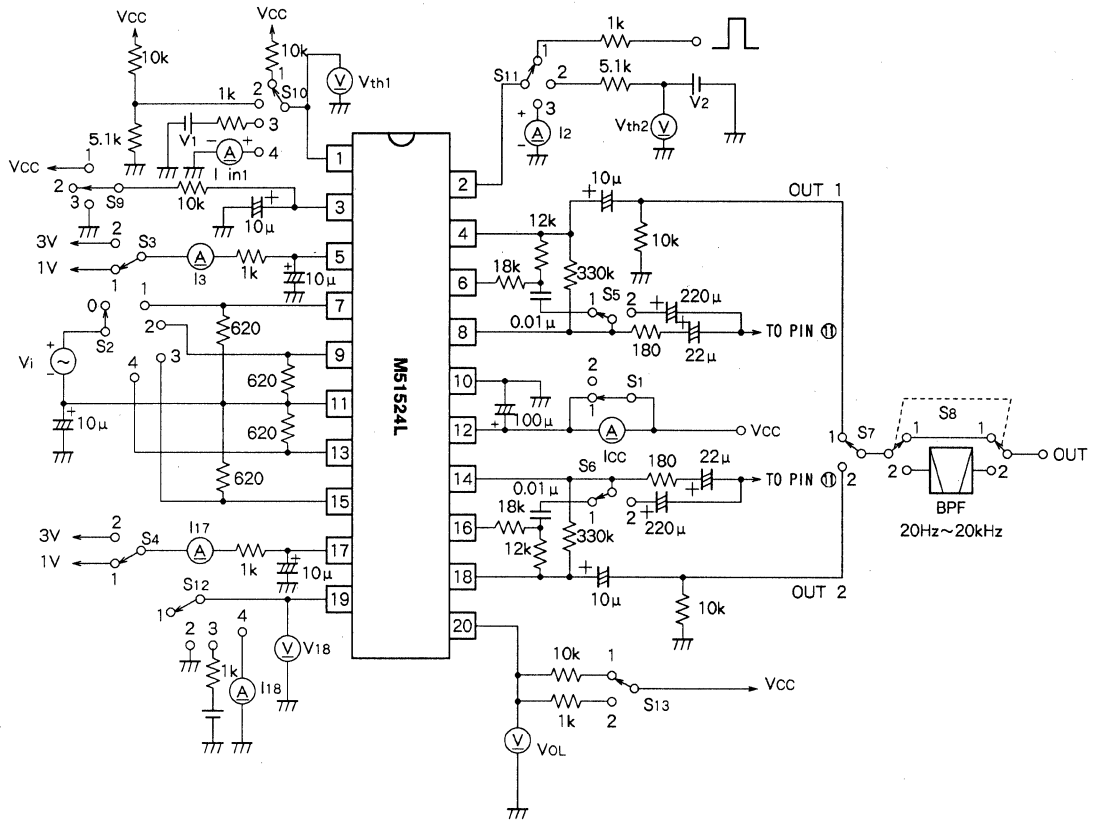 Vcc
10k
5.1k
Vcc
10k
1
2
S10
1k
3
V1
4
A
I in1
V
Vth1
Vcc
1
2
3
S9
10k
10μ
3V
2
S3
1V
1
A
I3
1k
10μ
0
1
S2
2
3
4
Vi
10μ
620
620
620
620
3V
2
S4
1V
1
I17
A
1k
10μ
S12
1
2
3
4
1k
A
I18
V
V18
M51524L
1
3
5
7
9
11
13
15
17
19
2
4
6
8
10
12
14
16
18
20
1k
1
S11
2
5.1k
V2
3
A
I2
Vth2
V
10μ
OUT 1
12k
10k
18k
330k
0.01μ
1
S5
2
220μ
180
22μ
TO PIN ⑪
2
1
S1
100μ
A
Icc
Vcc
0.01μ
S6
180
22μ
TO PIN ⑪
1
2
220μ
18k
12k
330k
10μ
10k
OUT 2
1
S7
2
S8
1
1
2
2
OUT
BPF
20Hz～20kHz
10k
1
1k
2
S13
Vcc
V
VOL